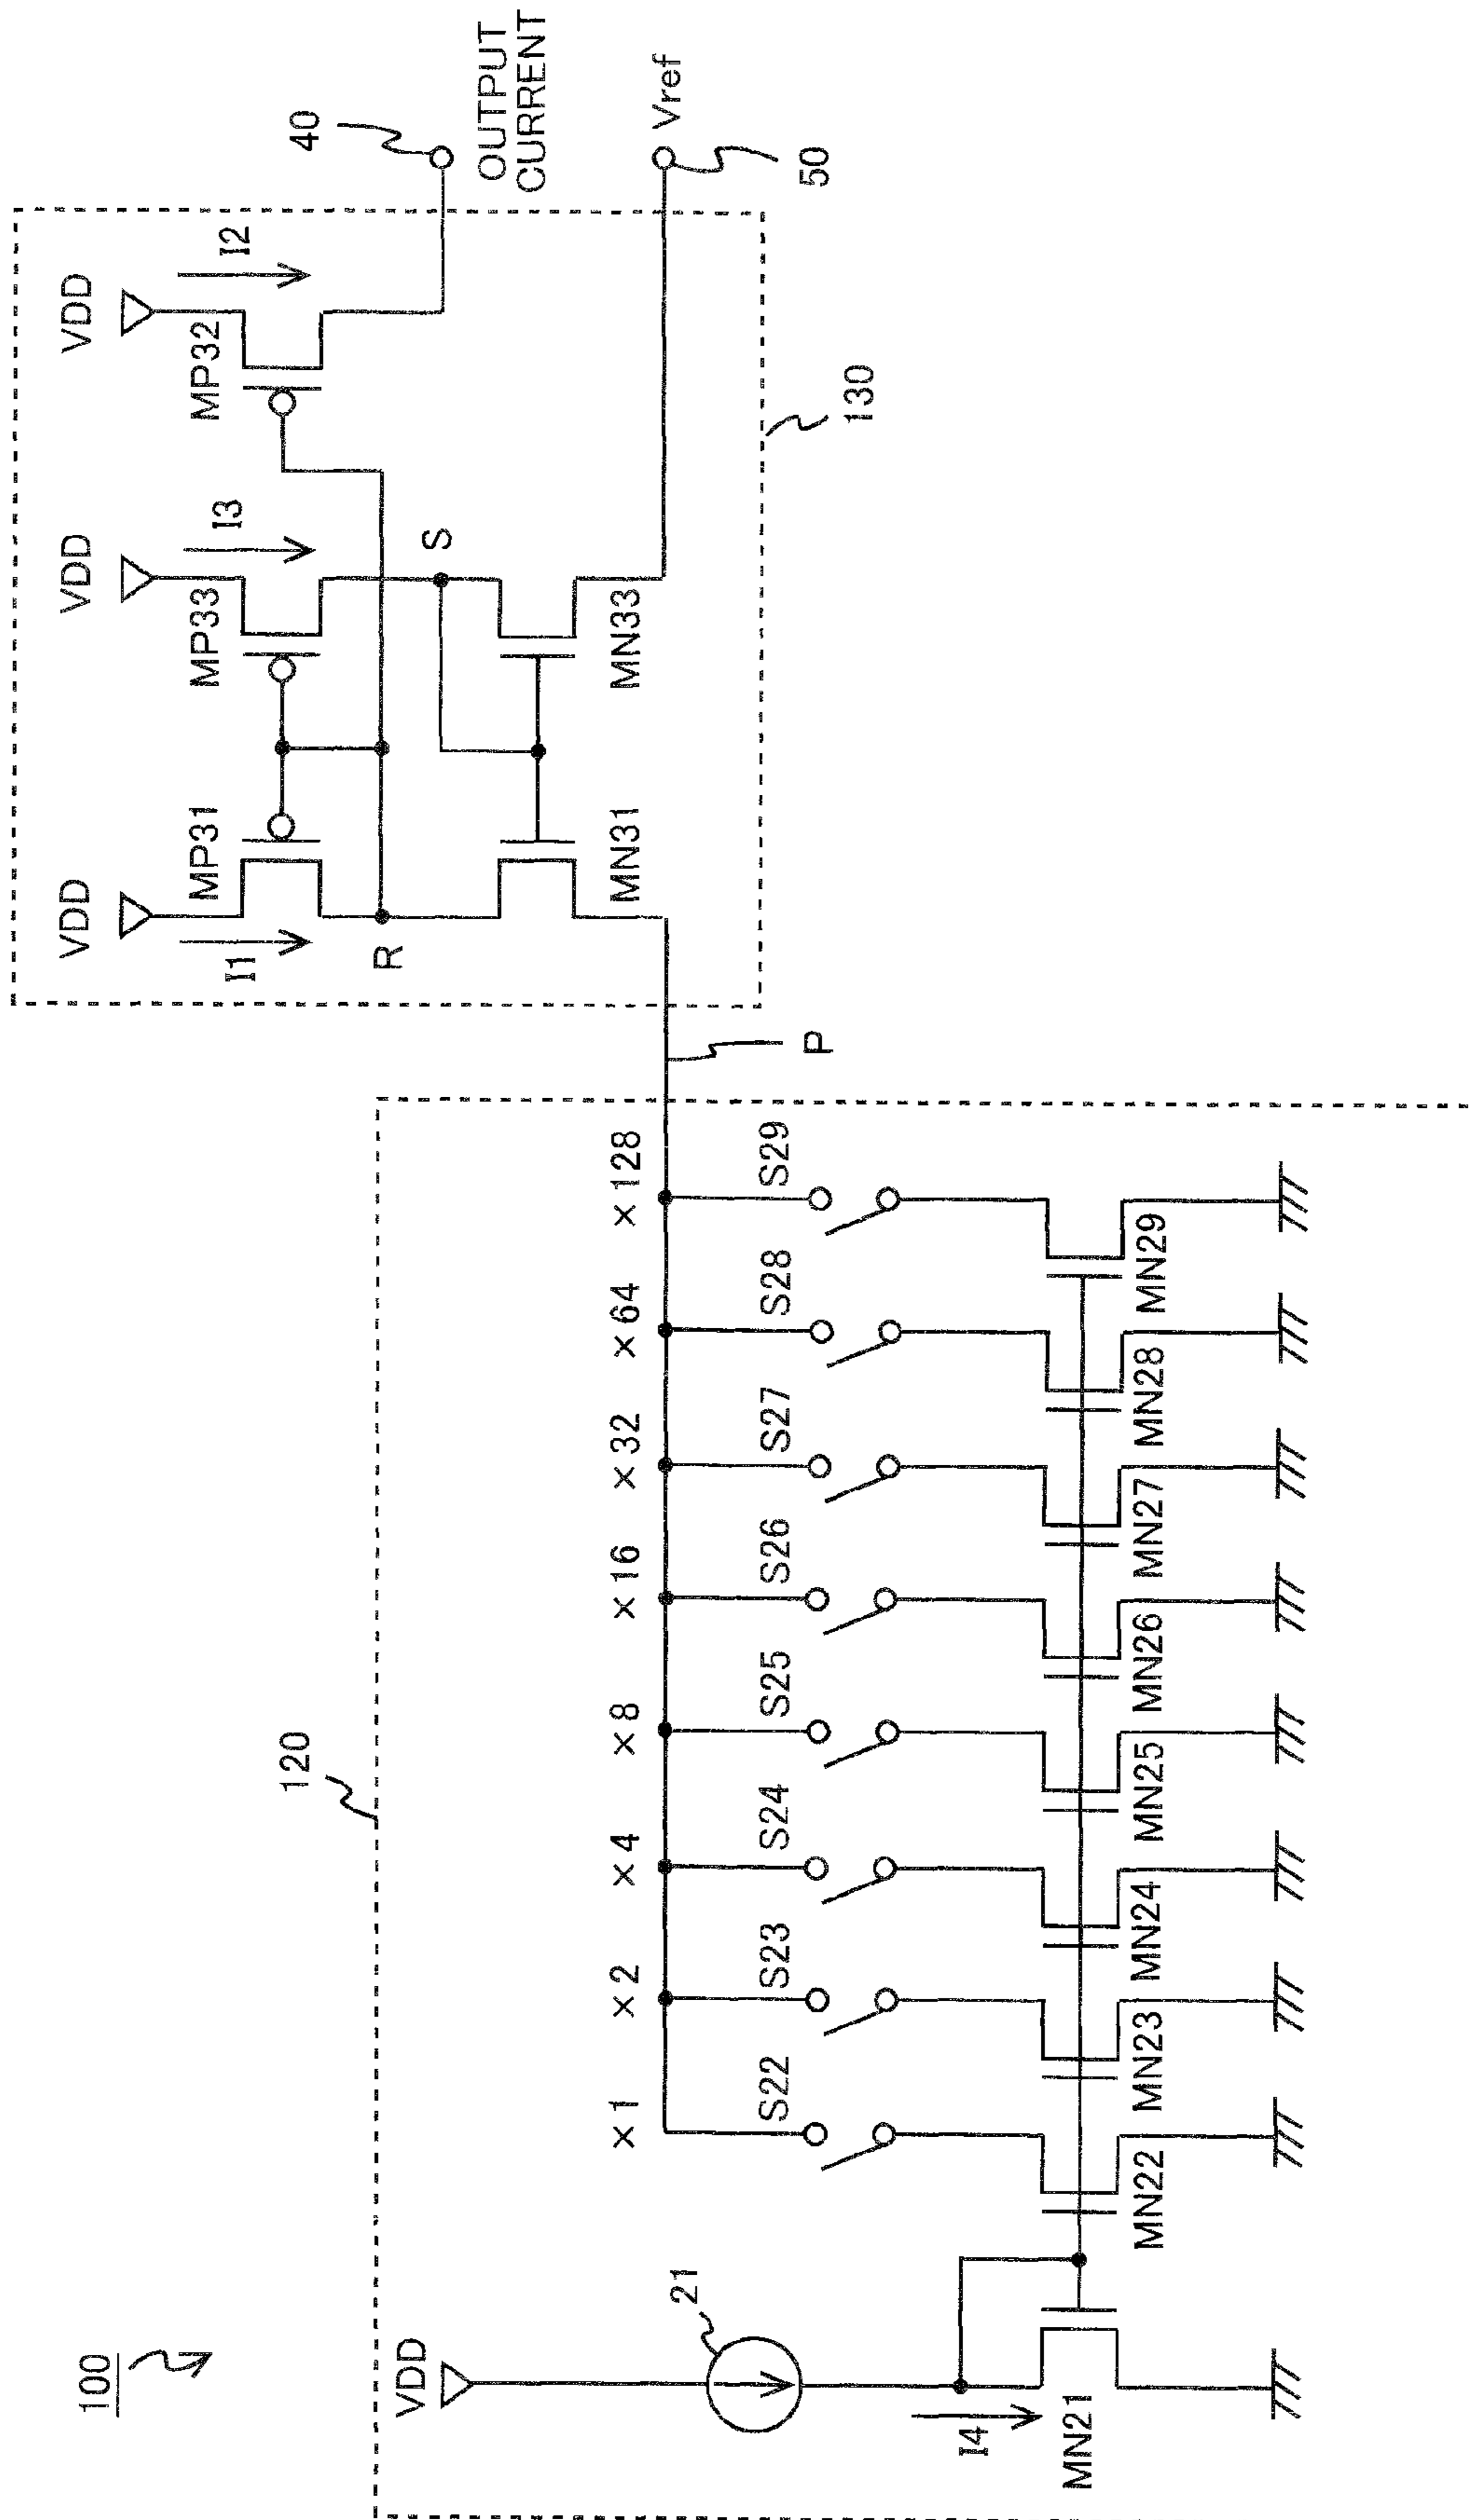 100
120
VDD
21
I4
MN21
× 1
× 2
× 4
× 8
× 16
× 32
× 64
× 128
S22
S23
S24
S25
S26
S27
S28
S29
MN22
MN23
MN24
MN25
MN26
MN27
MN28
MN29
P
VDD
VDD
VDD
I1
I3
I2
MP31
MP33
MP32
R
S
MN31
MN33
130
40
OUTPUT
CURRENT
Vref
50